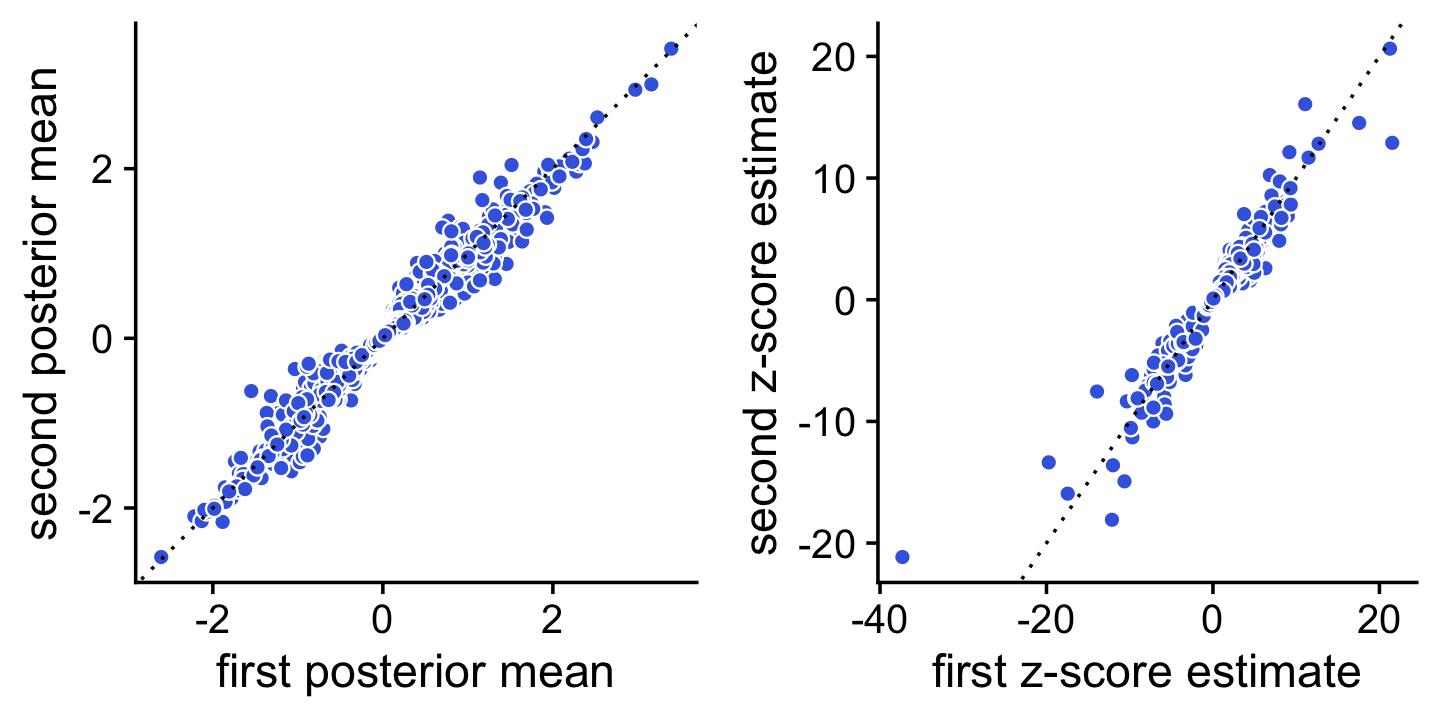 second posterior mean
2
0
-2
-2 0 2
first posterior mean
second z-score estimate
20
10
0
-10
-20
-40 -20 0 20
first z-score estimate